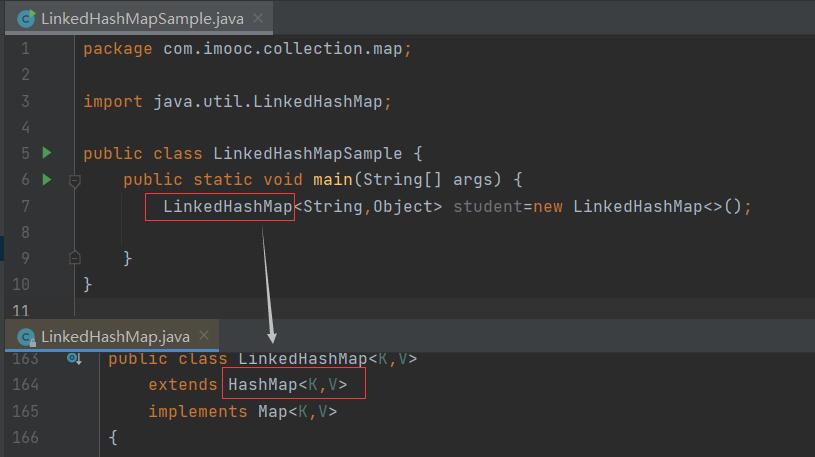 LinkedHashMapSample.java
1 package com.imooc.collection.map;
2
3 import java.util.LinkedHashMap;
4
5 public class LinkedHashMapSample {
6 public static void main(String[] args) {
7 LinkedHashMap<String,Object> student=new LinkedHashMap<>();
8
9 }
10 }
11
LinkedHashMap.java
163 public class LinkedHashMap<K,V>
164 extends HashMap<K,V>
165 implements Map<K,V>
166 {